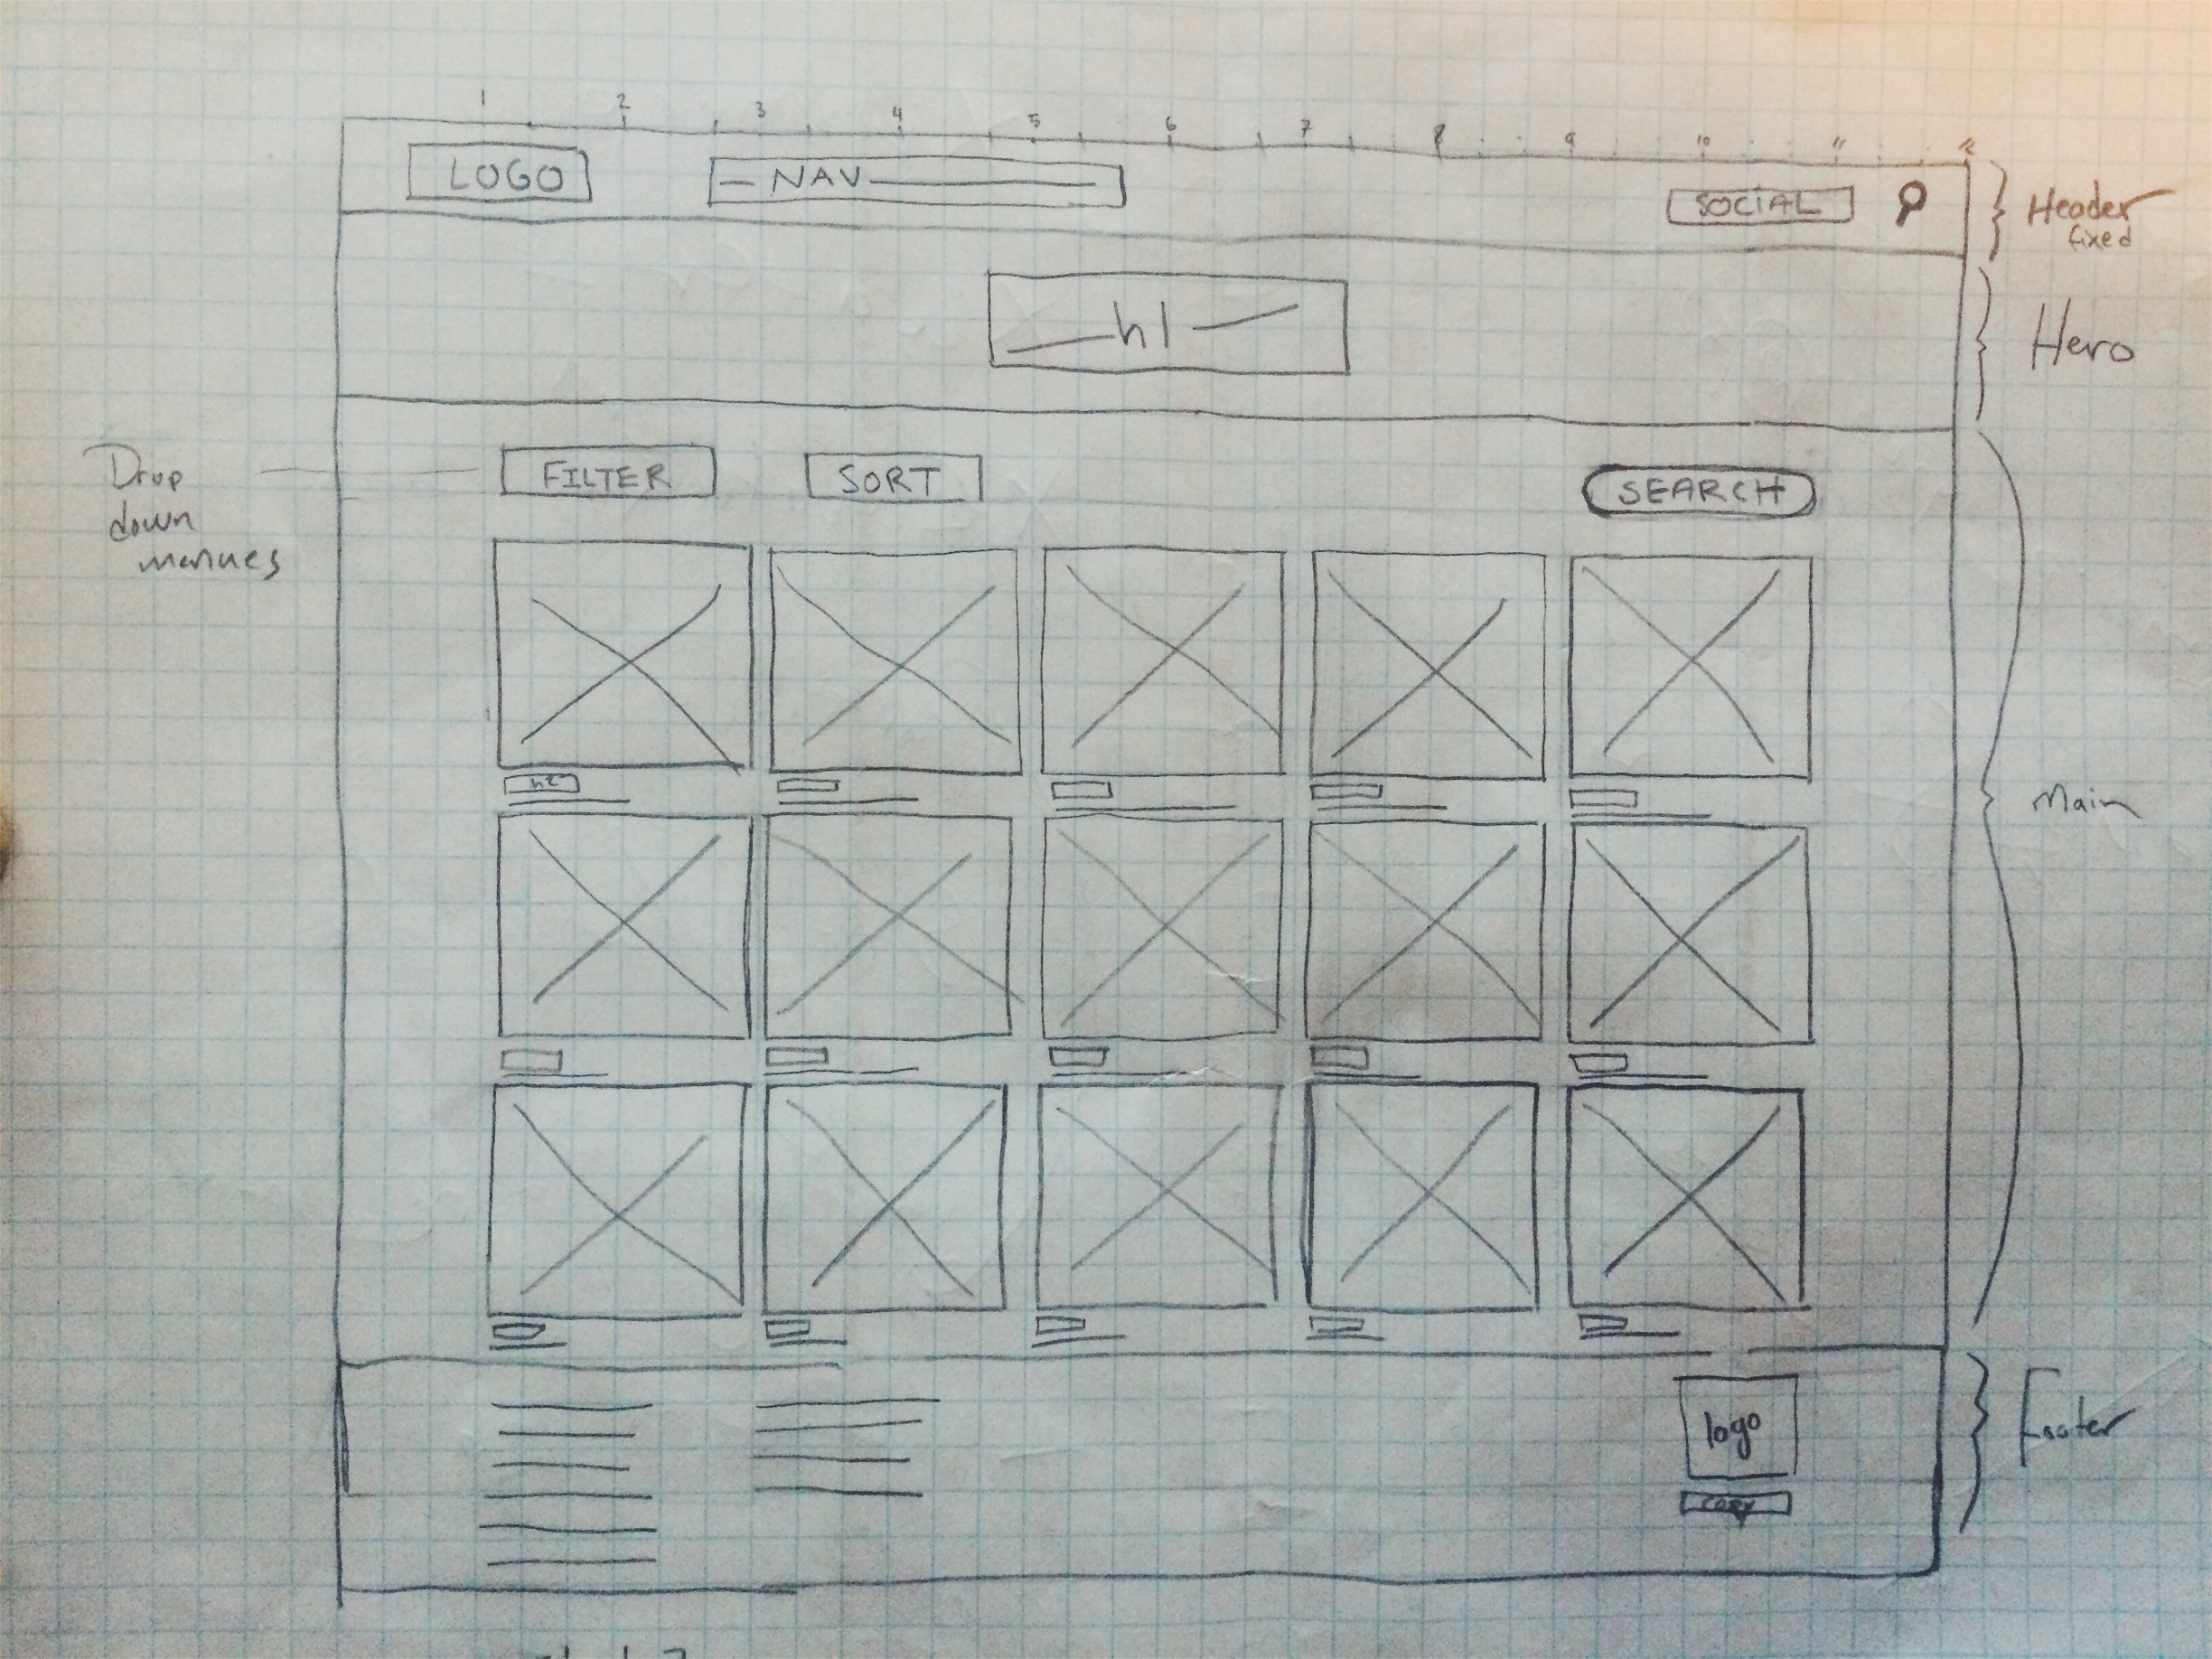 1 2 3 4 5 6 7 8 9 10 11 12
LOGO
NAV
SOCIAL
Header
fixed
h1
Hero
Drop
down
menues
FILTER
SORT
SEARCH
h2
Main
logo
copy
Footer